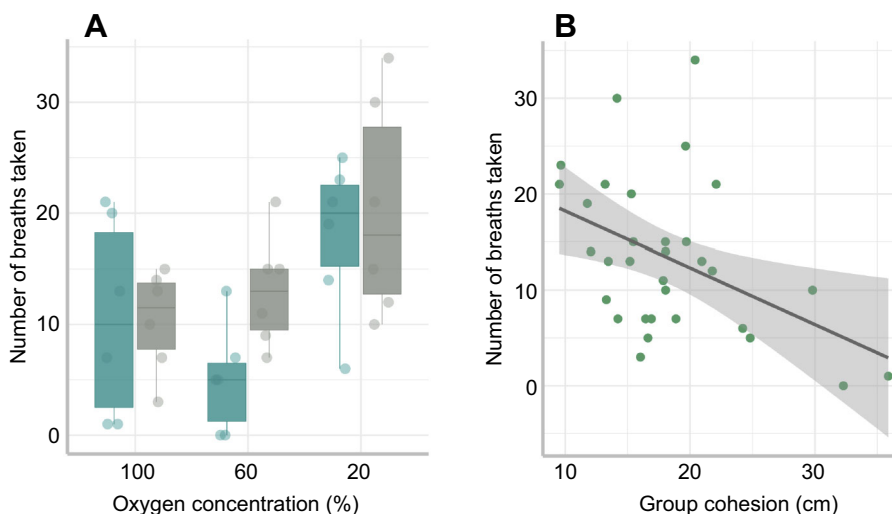 A
Number of breaths taken
30
20
10
0
100 60 20
Oxygen concentration (%)
B
Number of breaths taken
30
20
10
0
10 20 30
Group cohesion (cm)